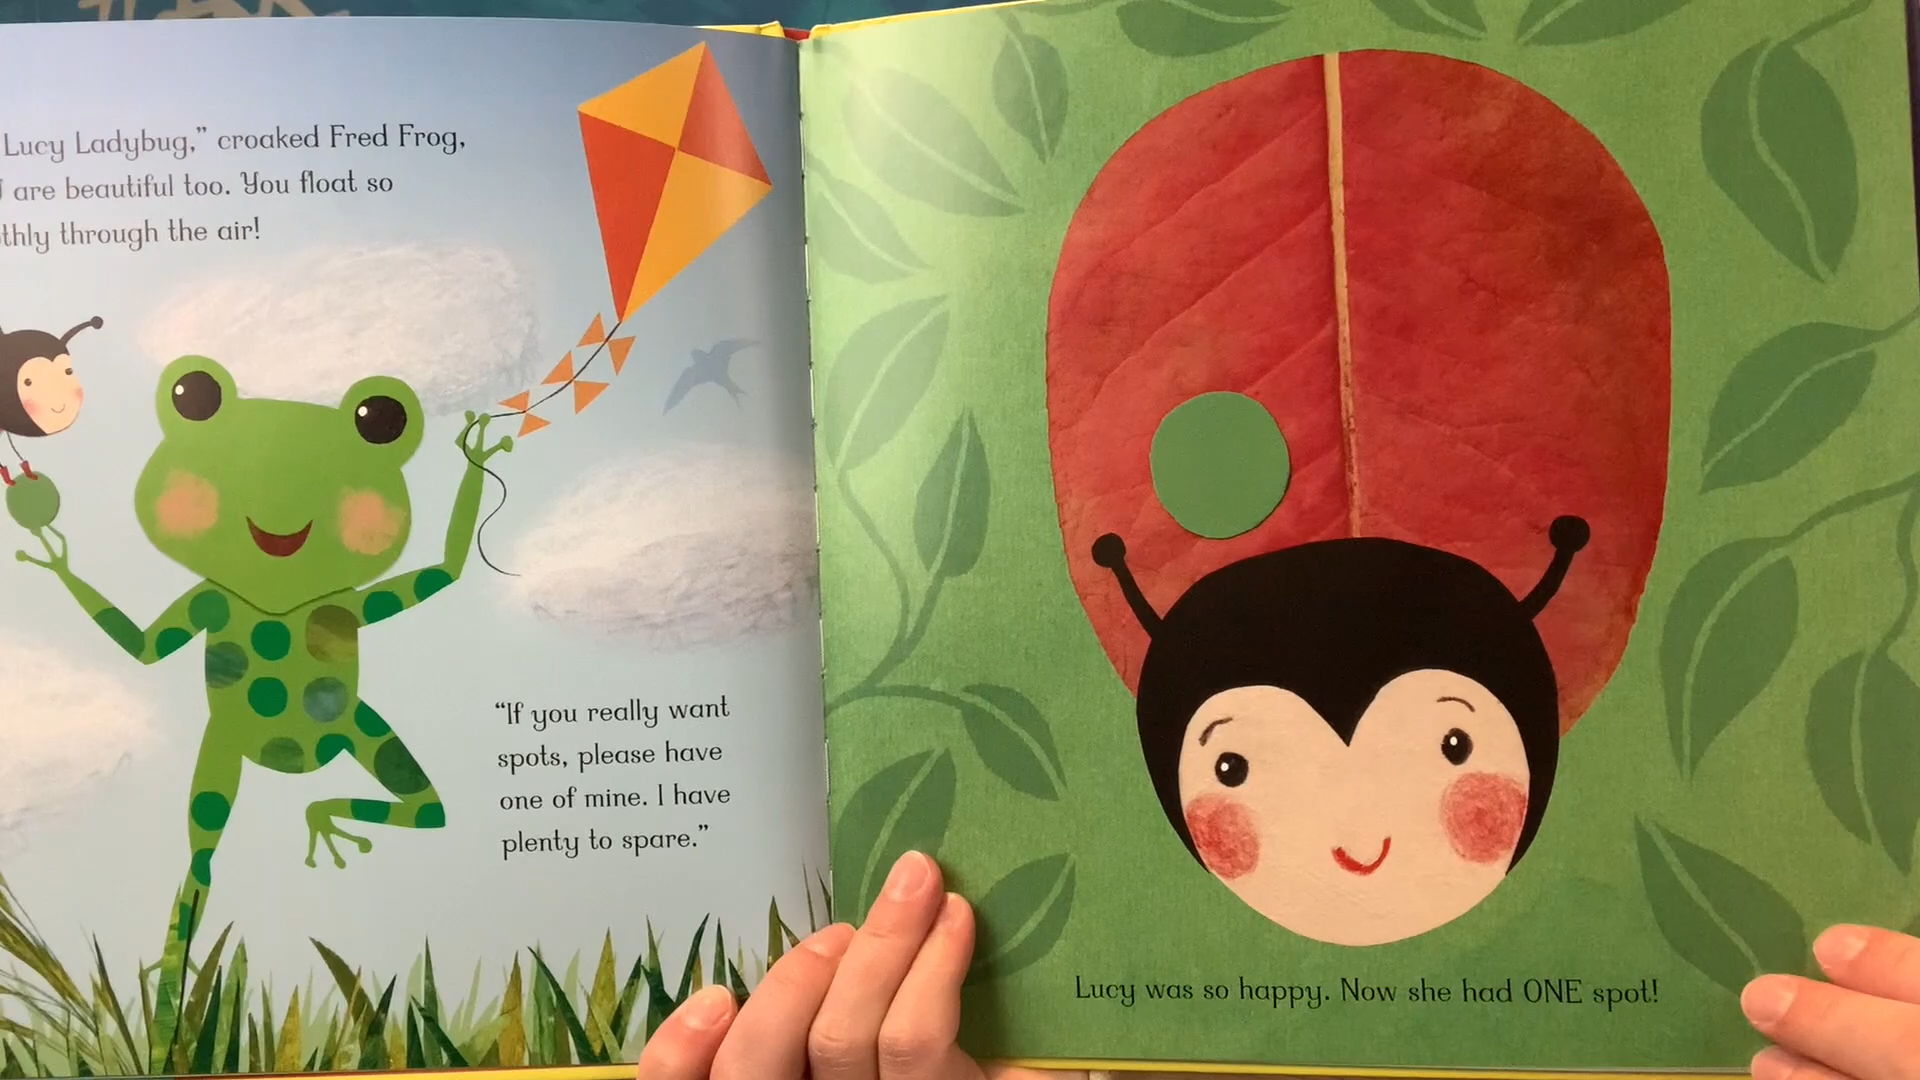 Lucy Ladybug,” croaked Fred Frog,
are beautiful too. You float so
thly through the air!
“If you really want
spots, please have
one of mine. I have
plenty to spare.”
Lucy was so happy. Now she had ONE spot!